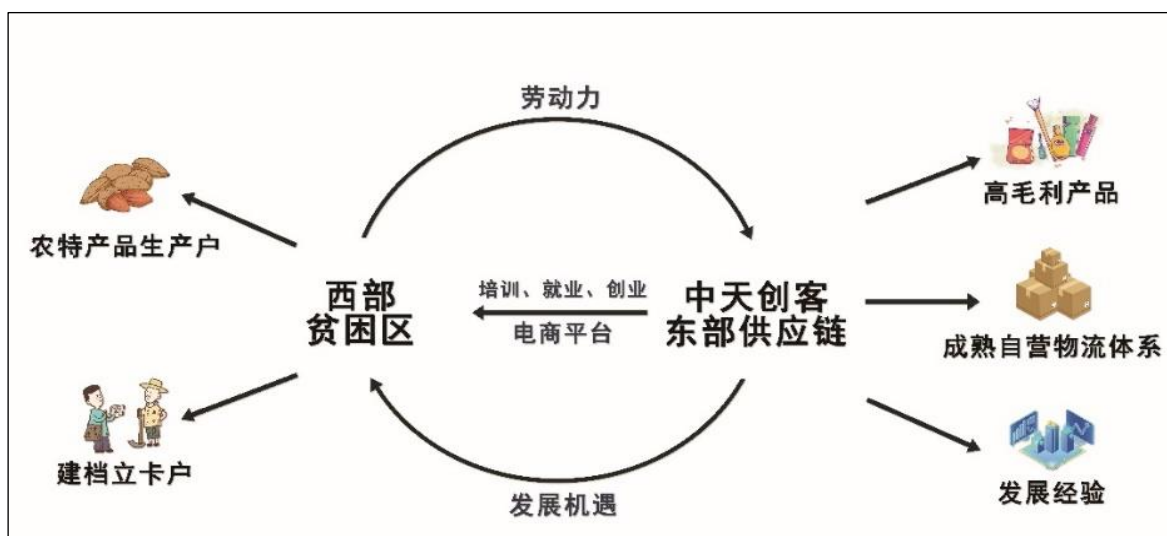 劳动力
农特产品生产户
高毛利产品
西部
贫困区
培训、就业、创业
电商平台
中天创客
东部供应链
成熟自营物流体系
建档立卡户
发展机遇
发展经验